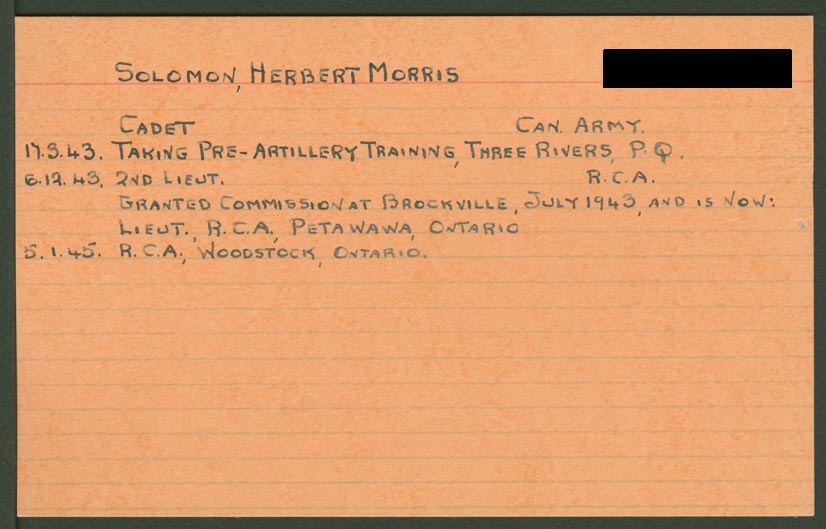 SOLOMON, HERBERT MORRIS
CADET CAN. ARMY.
17.3.43. TAKING PRE-ARTILLERY TRAINING, THREE RIVERS, P.Q.
6.12.43. 2ND LIEUT. R.C.A.
GRANTED COMMISSION AT BROCKVILLE, JULY 1943, AND IS NOW:
LIEUT., R.C.A., PETAWAWA, ONTARIO
5.1.45. R.C.A., WOODSTOCK, ONTARIO.